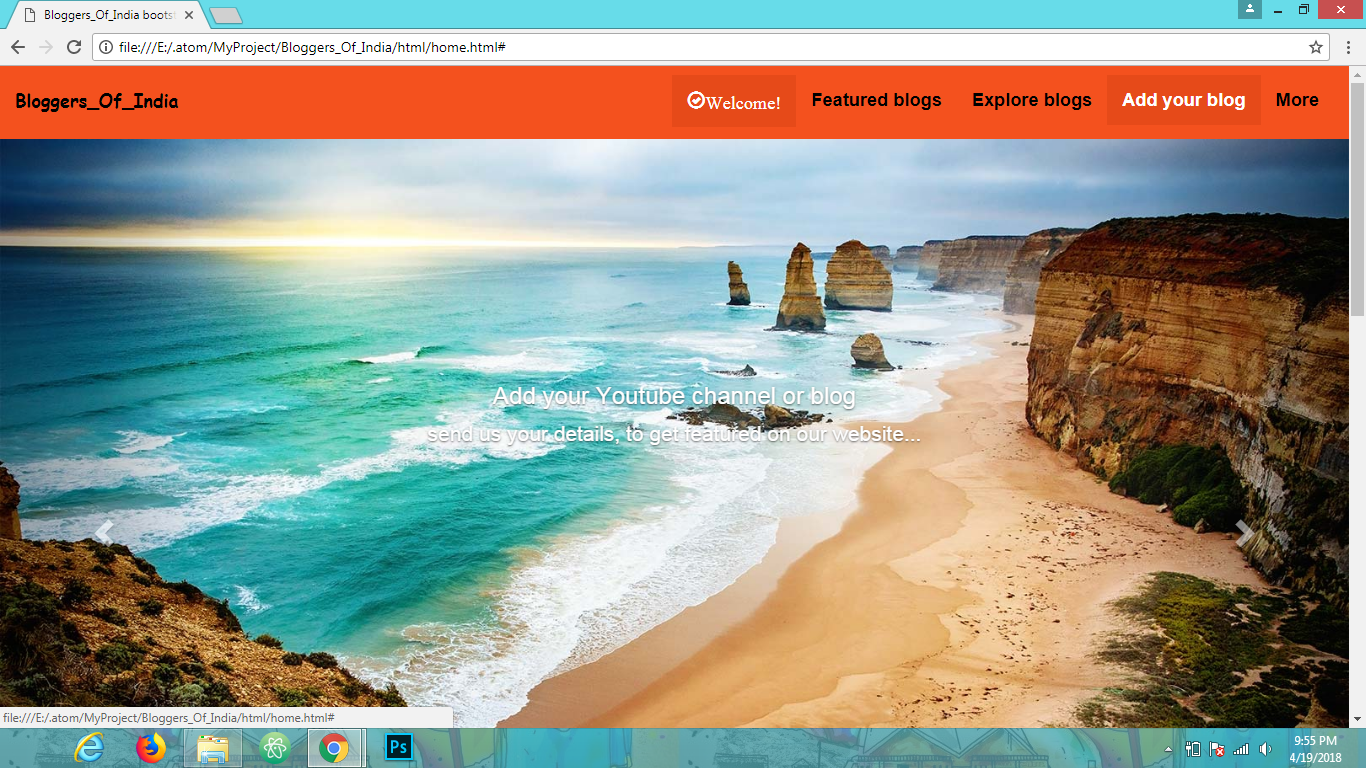 Bloggers_Of_India boots
file:///E:/.atom/MyProject/Bloggers_Of_India/html/home.html#
Bloggers_Of_India
Welcome!
Featured blogs
Explore blogs
Add your blog
More
Add your Youtube channel or blog
send us your details, to get featured on our website...
file:///E:/.atom/MyProject/Bloggers_Of_India/html/home.html#
Ps
9:55 PM
4/19/2018